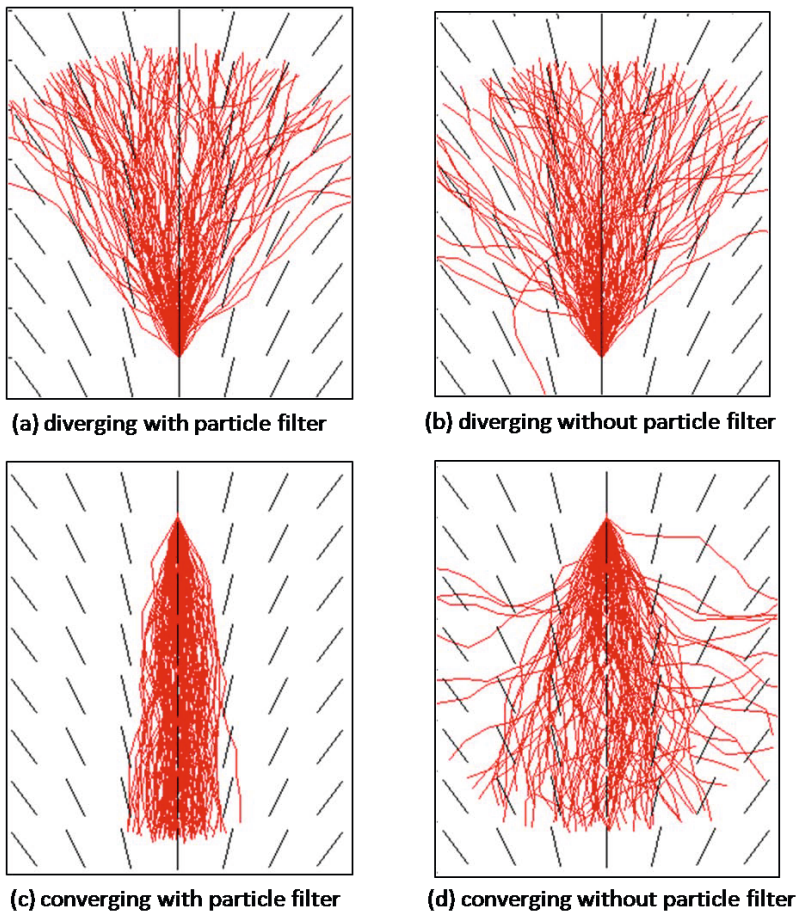 (a) diverging with particle filter
(b) diverging without particle filter
(c) converging with particle filter
(d) converging without particle filter